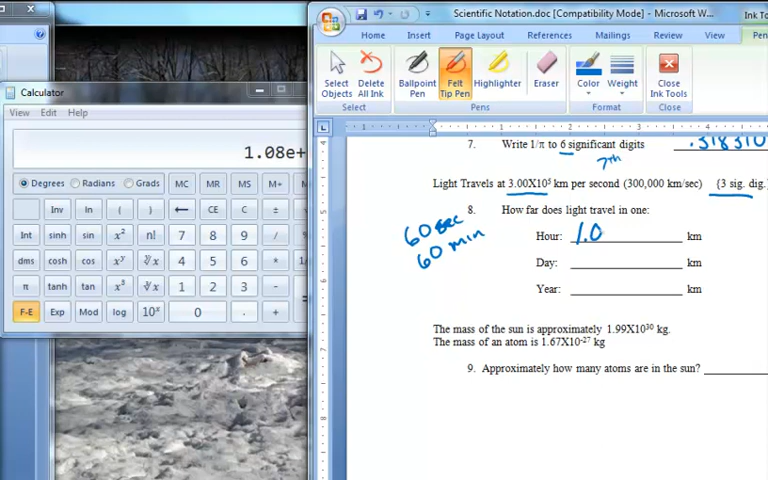 Scientific Notation.doc [Compatibility Mode] - Microsoft W...
Ink To
Home Insert Page Layout References Mailings Review View Pen
Select Objects
Delete All Ink
Ballpoint Pen
Felt Tip Pen
Highlighter
Eraser
Color
Weight
Close Ink Tools
Select Pens Format Close
Calculator
View Edit Help
1.08e+
Degrees Radians Grads MC MR MS M+
Inv ln ( ) ← CE C ±
Int sinh sin x² n! 7 8 9 /
dms cosh cos xʸ ʸ√x 4 5 6 *
π tanh tan x³ ³√x 1 2 3 -
F-E Exp Mod log 10ˣ 0 . +
7. Write 1/π to 6 significant digits .318310
7th
Light Travels at 3.00X10⁵ km per second (300,000 km/sec) (3 sig. dig.
8. How far does light travel in one:
60 sec
60 min
Hour: 1.0 km
Day: km
Year: km
The mass of the sun is approximately 1.99X10³⁰ kg.
The mass of an atom is 1.67X10⁻²⁷ kg
9. Approximately how many atoms are in the sun?